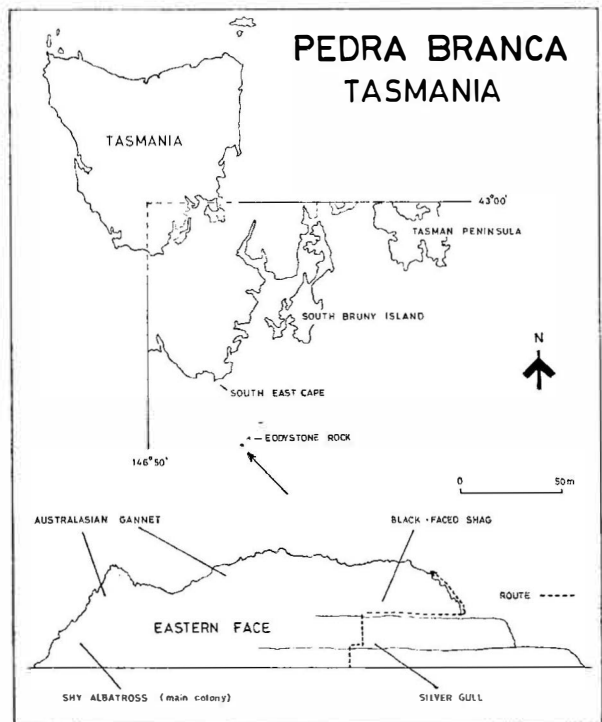 PEDRA BRANCA
TASMANIA
TASMANIA
43°00'
TASMAN PENINSULA
SOUTH BRUNY ISLAND
N
SOUTH EAST CAPE
EDDYSTONE ROCK
146°50'
0 50m
AUSTRALASIAN GANNET
BLACK-FACED SHAG
ROUTE
EASTERN FACE
SHY ALBATROSS (main colony)
SILVER GULL